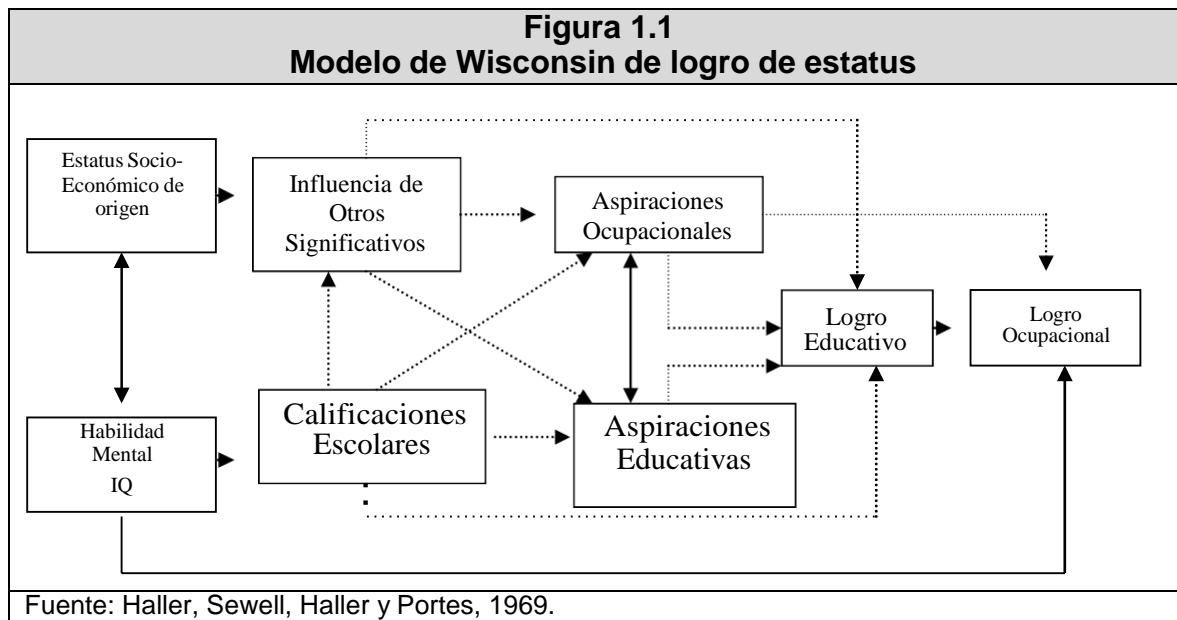 Figura 1.1
Modelo de Wisconsin de logro de estatus
Estatus Socio-
Económico de
origen
Influencia de
Otros
Significativos
Aspiraciones
Ocupacionales
Logro
Educativo
Logro
Ocupacional
Habilidad
Mental
IQ
Calificaciones
Escolares
Aspiraciones
Educativas
Fuente: Haller, Sewell, Haller y Portes, 1969.